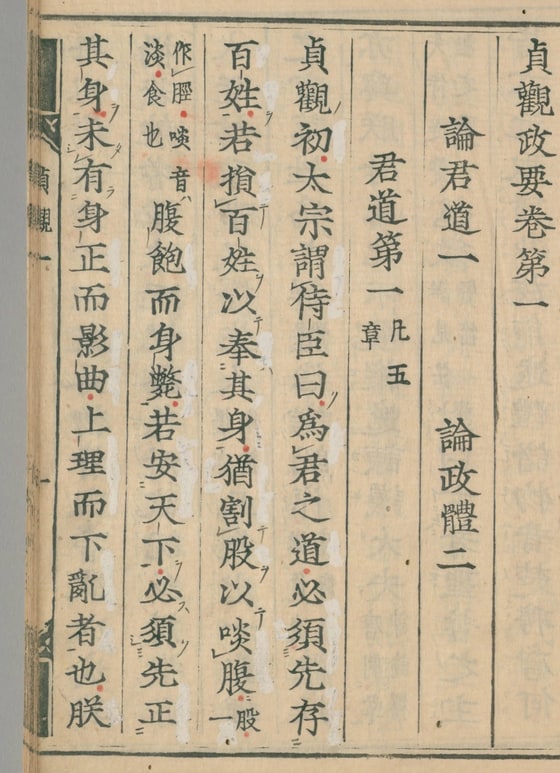 貞觀政要卷第一
論君道一　論政體二
君道第一凡五章
貞觀初太宗謂侍臣曰爲君之道必須先存
百姓若損百姓以奉其身猶割股以啖腹股一
作脛啖音淡食也腹飽而身斃若安天下必須先正
其身未有身正而影曲上理而下亂者也朕
貞觀一